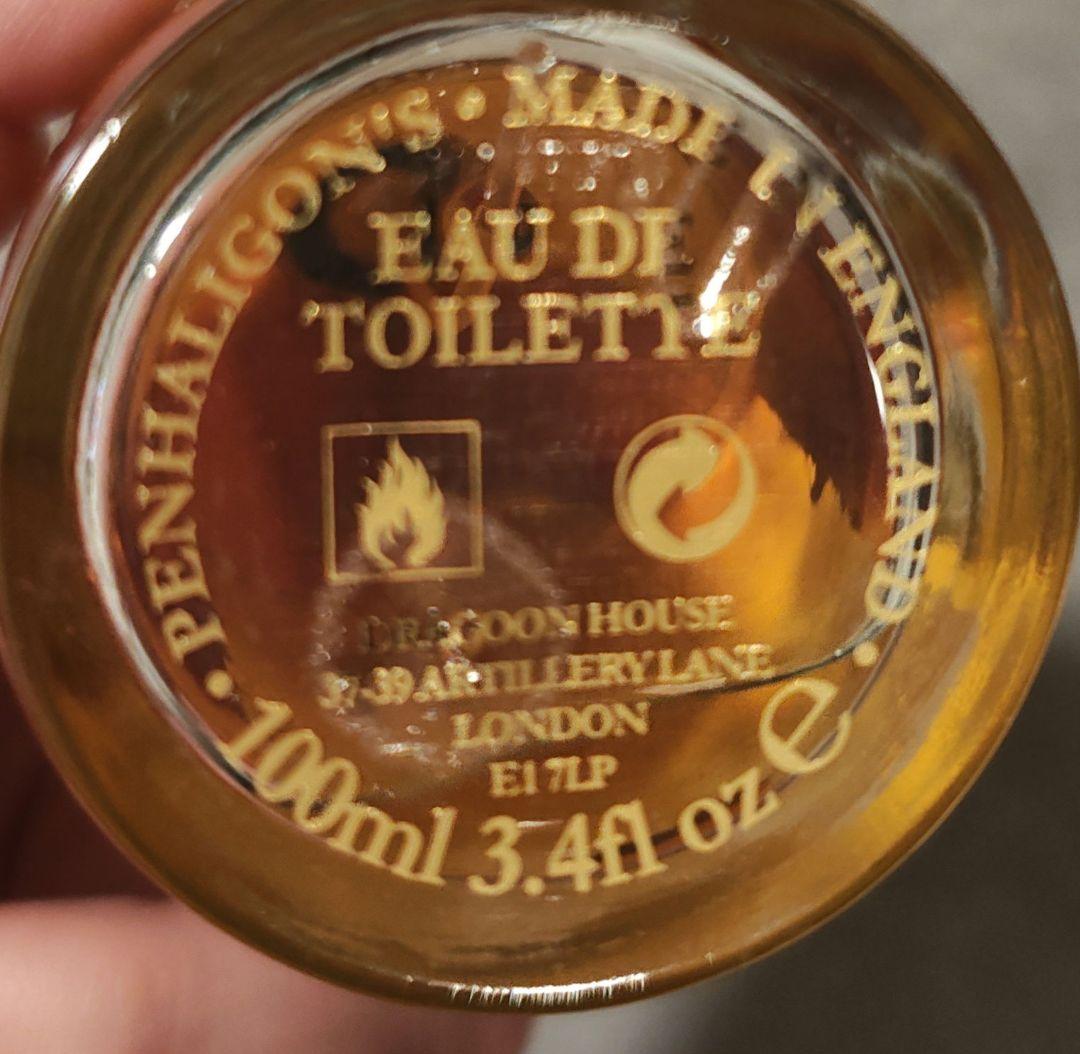 · PENHALIGON'S · MADE IN ENGLAND ·
EAU DE
TOILETTE
DRAGOON HOUSE
37-39 ARTILLERY LANE
LONDON
E1 7LP
100ml 3.4fl oz ℮